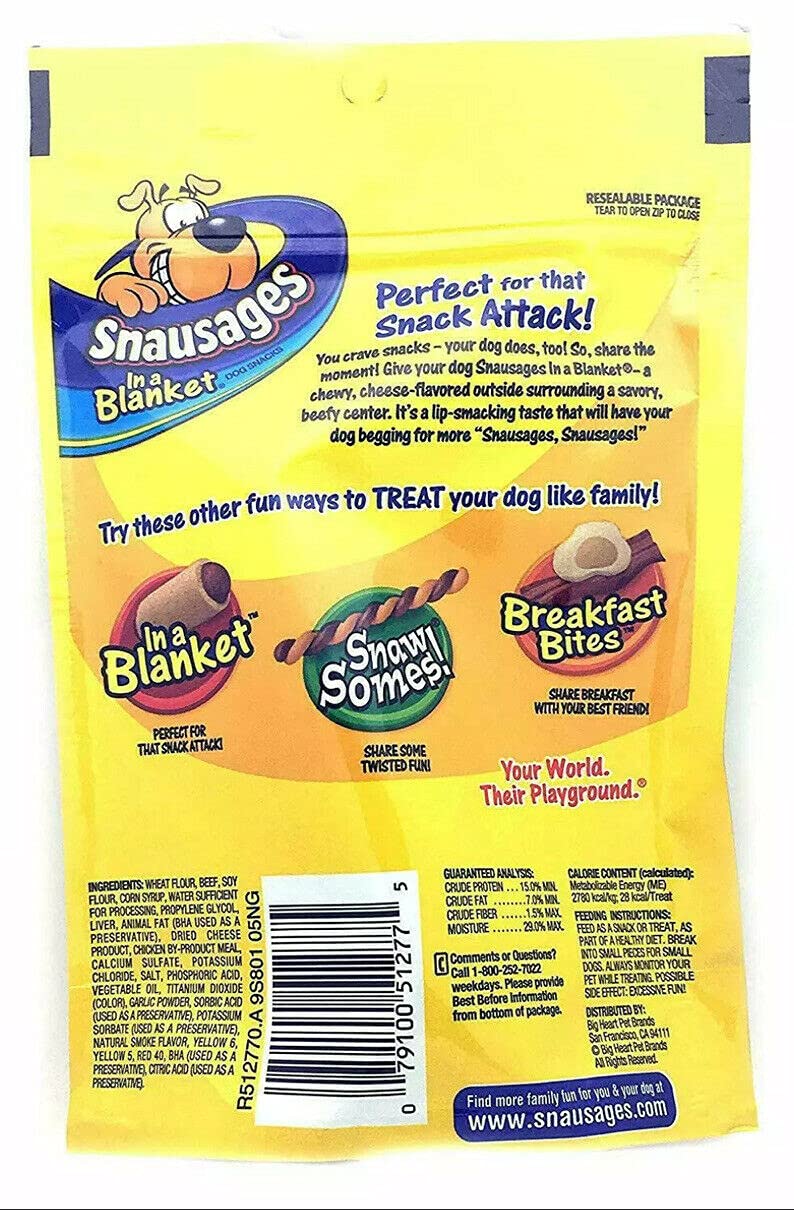 RESEALABLE PACKAGE
TEAR TO OPEN ZIP TO CLOSE
Snausages
In a
Blanket® DOG SNACKS
Perfect for that
Snack Attack!
You crave snacks – your dog does, too! So, share the
moment! Give your dog Snausages In a Blanket®– a
chewy, cheese-flavored outside surrounding a savory,
beefy center. It's a lip-smacking taste that will have your
dog begging for more “Snausages, Snausages!”
Try these other fun ways to TREAT your dog like family!
In a
Blanket™
PERFECT FOR
THAT SNACK ATTACK!
Snaw
Somes!®
SHARE SOME
TWISTED FUN!
Breakfast
Bites™
SHARE BREAKFAST
WITH YOUR BEST FRIEND!
Your World.
Their Playground.®
INGREDIENTS: WHEAT FLOUR, BEEF, SOY
FLOUR, CORN SYRUP, WATER SUFFICIENT
FOR PROCESSING, PROPYLENE GLYCOL,
LIVER, ANIMAL FAT (BHA USED AS A
PRESERVATIVE), DRIED CHEESE
PRODUCT, CHICKEN BY-PRODUCT MEAL,
CALCIUM SULFATE, POTASSIUM
CHLORIDE, SALT, PHOSPHORIC ACID,
VEGETABLE OIL, TITANIUM DIOXIDE
(COLOR), GARLIC POWDER, SORBIC ACID
(USED AS A PRESERVATIVE), POTASSIUM
SORBATE (USED AS A PRESERVATIVE),
NATURAL SMOKE FLAVOR, YELLOW 6,
YELLOW 5, RED 40, BHA (USED AS A
PRESERVATIVE), CITRIC ACID (USED AS A
PRESERVATIVE).
R512770.A 9S801 05NG
0 79100 51277 5
GUARANTEED ANALYSIS:
CRUDE PROTEIN ... 15.0% MIN.
CRUDE FAT ........7.0% MIN.
CRUDE FIBER ......1.5% MAX.
MOISTURE ....... 29.0% MAX.
Comments or Questions?
Call 1-800-252-7022
weekdays. Please provide
Best Before Information
from bottom of package.
CALORIE CONTENT (calculated):
Metabolizable Energy (ME)
2780 kcal/kg; 28 kcal/Treat
FEEDING INSTRUCTIONS:
FEED AS A SNACK OR TREAT, AS
PART OF A HEALTHY DIET. BREAK
INTO SMALL PIECES FOR SMALL
DOGS. ALWAYS MONITOR YOUR
PET WHILE TREATING. POSSIBLE
SIDE EFFECT: EXCESSIVE FUN!
DISTRIBUTED BY:
Big Heart Pet Brands
San Francisco, CA 94111
© Big Heart Pet Brands
All Rights Reserved.
Find more family fun for you & your dog at
www.snausages.com